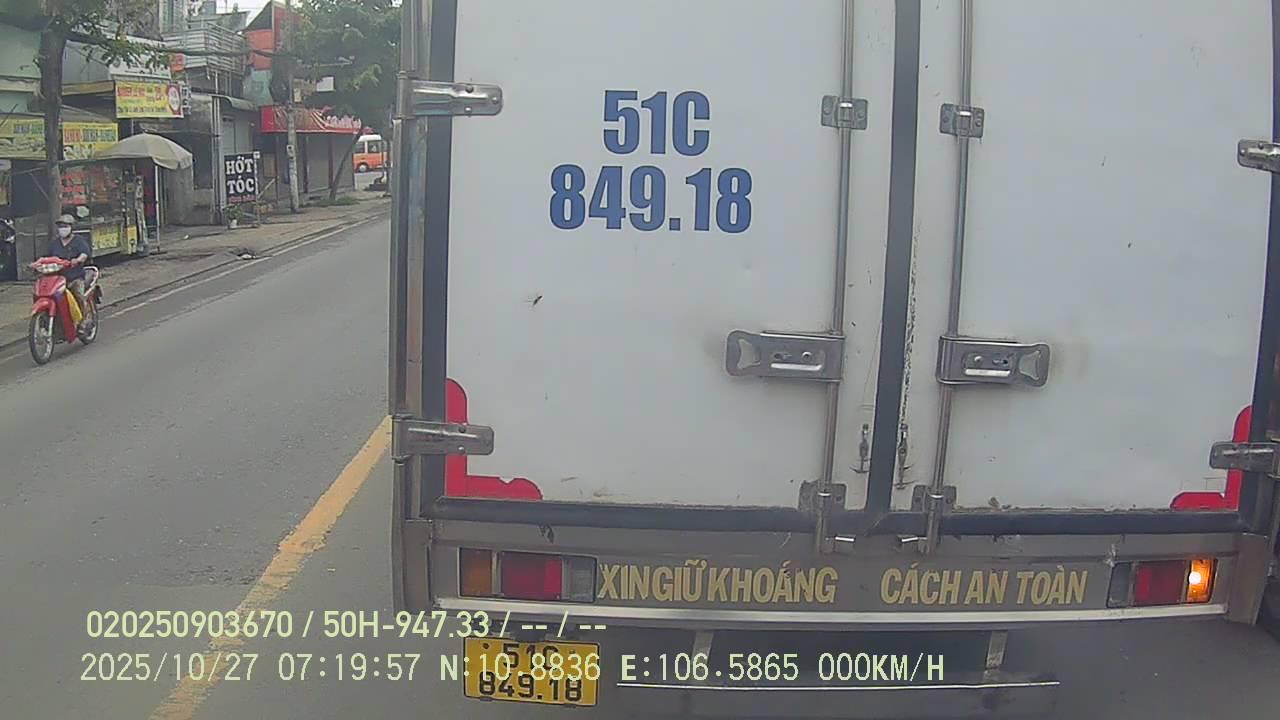 HỚT
TÓC
51C
849.18
XIN GIỮ KHOẢNG CÁCH AN TOÀN
020250903670 / 50H-947.33 / -- / --
2025/10/27 07:19:57 N:10.8836 E:106.5865 000KM/H
51C
849.18